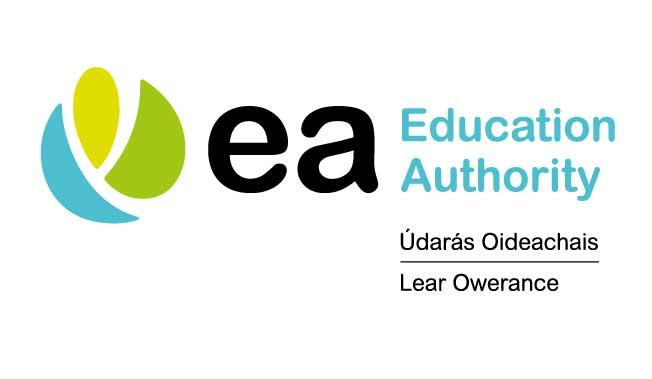 ea
Education
Authority
Údarás Oideachais
Lear Owerance